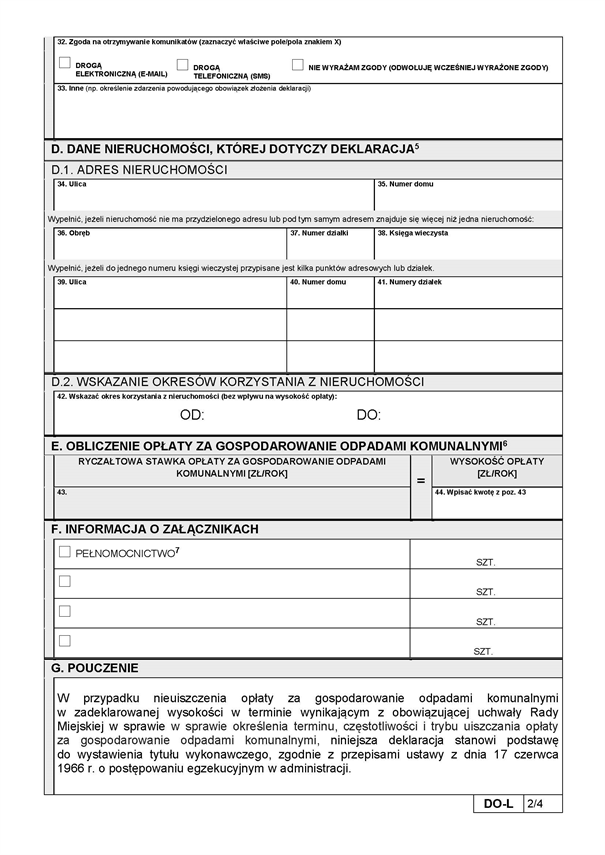 32. Zgoda na otrzymywanie komunikatów (zaznaczyć właściwe pole/pola znakiem X)
DROGĄ
ELEKTRONICZNĄ (E-MAIL)
DROGĄ
TELEFONICZNĄ (SMS)
NIE WYRAŻAM ZGODY (ODWOŁUJĘ WCZEŚNIEJ WYRAŻONE ZGODY)
33. Inne (np. określenie zdarzenia powodującego obowiązek złożenia deklaracji)
D. DANE NIERUCHOMOŚCI, KTÓREJ DOTYCZY DEKLARACJA5
D.1. ADRES NIERUCHOMOŚCI
34. Ulica
35. Numer domu
Wypełnić, jeżeli nieruchomość nie ma przydzielonego adresu lub pod tym samym adresem znajduje się więcej niż jedna nieruchomość:
36. Obręb
37. Numer działki
38. Księga wieczysta
Wypełnić, jeżeli do jednego numeru księgi wieczystej przypisane jest kilka punktów adresowych lub działek.
39. Ulica
40. Numer domu
41. Numery działek
D.2. WSKAZANIE OKRESÓW KORZYSTANIA Z NIERUCHOMOŚCI
42. Wskazać okres korzystania z nieruchomości (bez wpływu na wysokość opłaty):
OD: DO:
E. OBLICZENIE OPŁATY ZA GOSPODAROWANIE ODPADAMI KOMUNALNYMI6
RYCZAŁTOWA STAWKA OPŁATY ZA GOSPODAROWANIE ODPADAMI
KOMUNALNYMI [ZŁ/ROK]
=
WYSOKOŚĆ OPŁATY
[ZŁ/ROK]
43.
44. Wpisać kwotę z poz. 43
F. INFORMACJA O ZAŁĄCZNIKACH
PEŁNOMOCNICTWO7
SZT.
SZT.
SZT.
SZT.
G. POUCZENIE
W przypadku nieuiszczenia opłaty za gospodarowanie odpadami komunalnymi
w zadeklarowanej wysokości w terminie wynikającym z obowiązującej uchwały Rady
Miejskiej w sprawie w sprawie określenia terminu, częstotliwości i trybu uiszczania opłaty
za gospodarowanie odpadami komunalnymi, niniejsza deklaracja stanowi podstawę
do wystawienia tytułu wykonawczego, zgodnie z przepisami ustawy z dnia 17 czerwca
1966 r. o postępowaniu egzekucyjnym w administracji.
DO-L 2/4